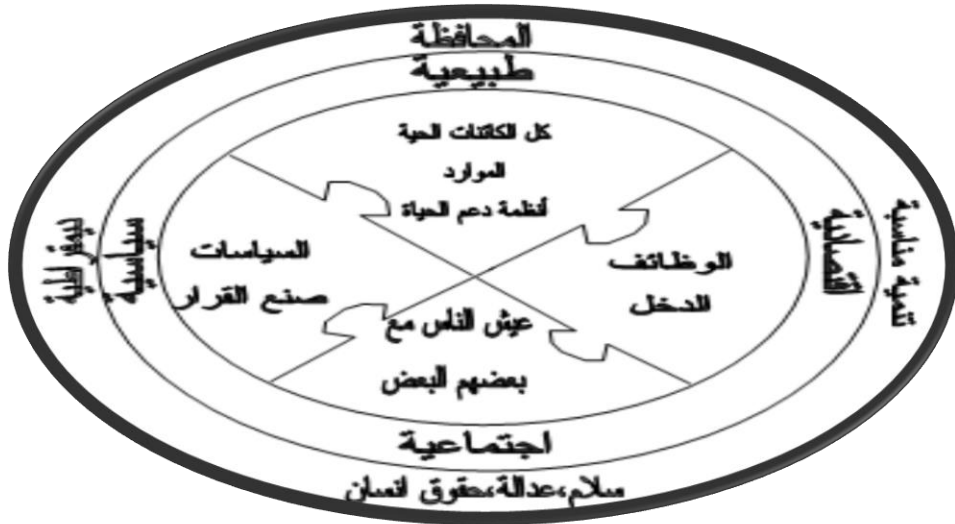 المحافظة
طبيعية
كل الكائنات الحية
الموارد
أنظمة دعم الحياة
الوظائف
الدخل
اقتصادية
تنمية مناسبة
السياسات
صنع القرار
سياسية
ديمقراطية
عيش الناس مع
بعضهم البعض
اجتماعية
سلام،عدالة،حقوق انسان